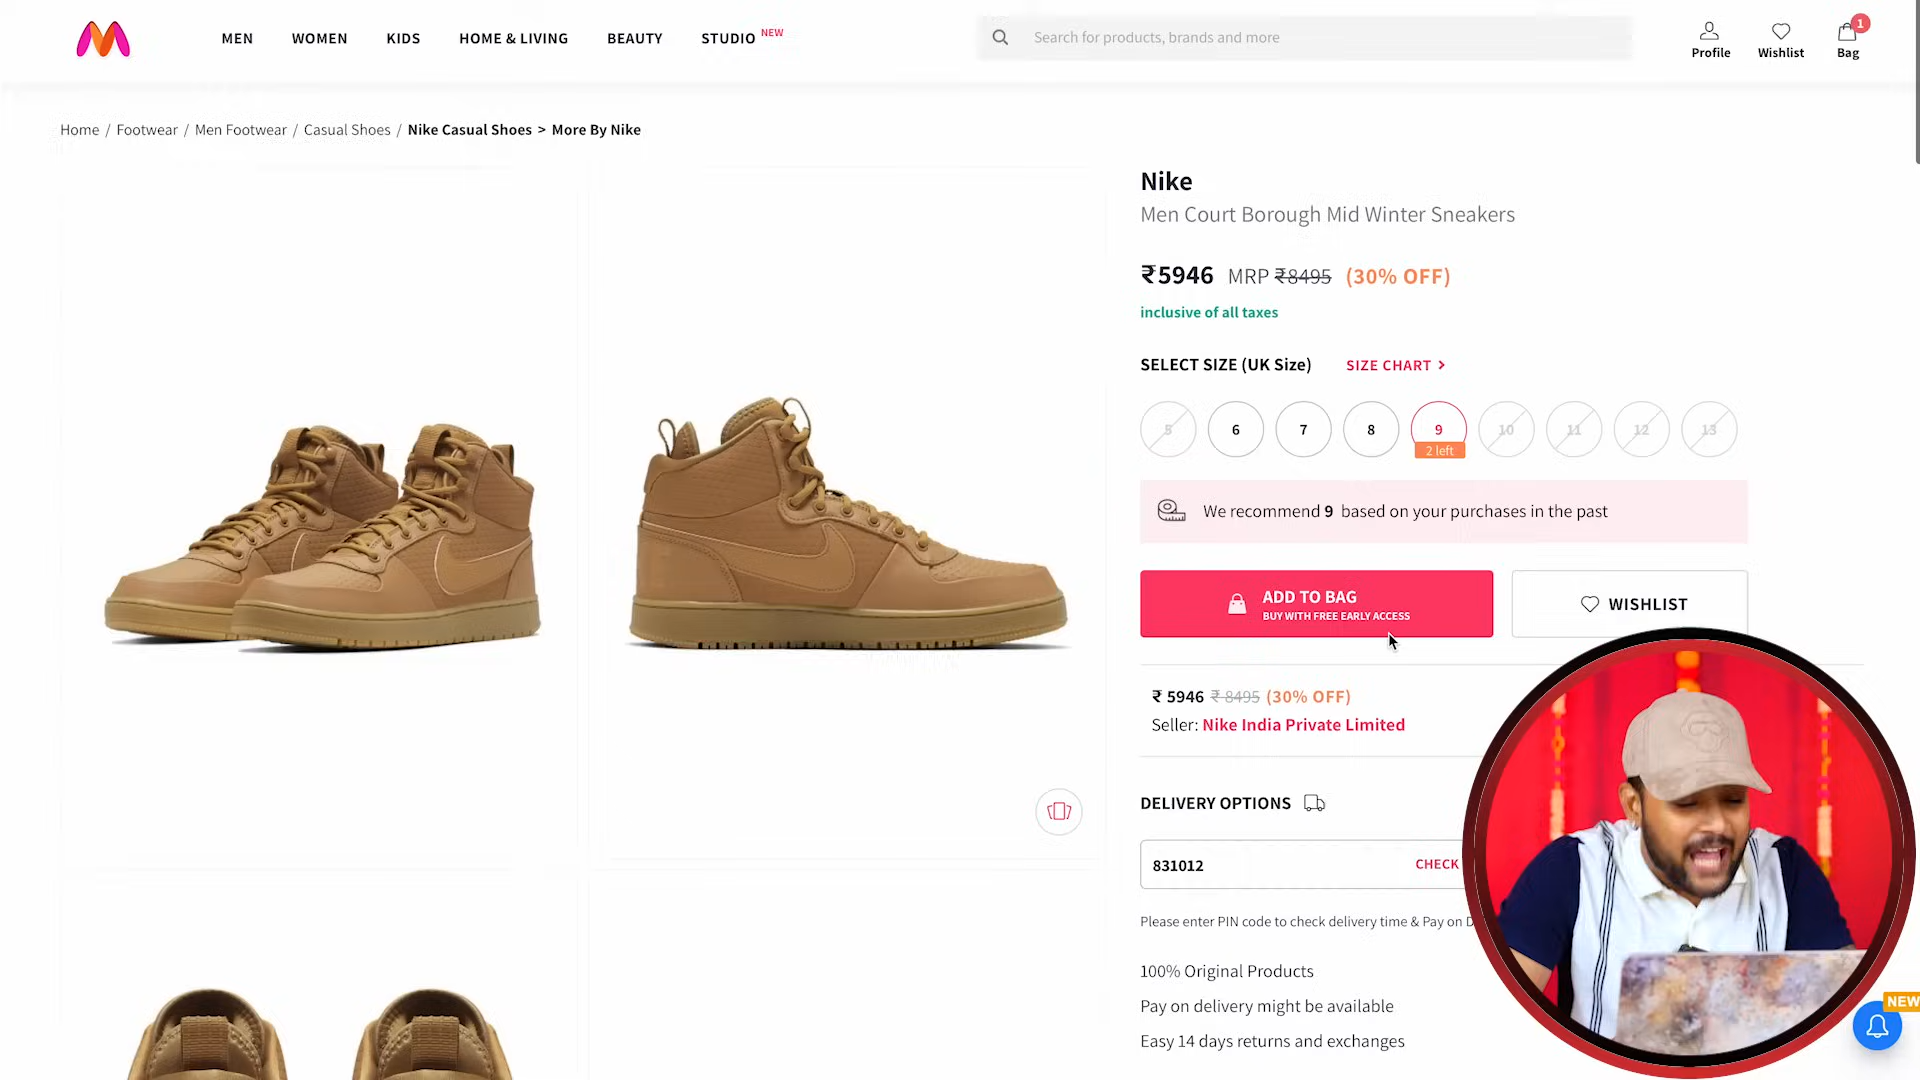 MEN WOMEN KIDS HOME & LIVING BEAUTY STUDIO NEW
Search for products, brands and more
1
Profile Wishlist Bag
Home / Footwear / Men Footwear / Casual Shoes / Nike Casual Shoes > More By Nike
Nike
Men Court Borough Mid Winter Sneakers
₹5946 MRP ₹8495 (30% OFF)
inclusive of all taxes
SELECT SIZE (UK Size) SIZE CHART >
5 6 7 8 9 10 11 12 13
2 left
We recommend 9 based on your purchases in the past
ADD TO BAG
BUY WITH FREE EARLY ACCESS
WISHLIST
₹ 5946 ₹ 8495 (30% OFF)
Seller: Nike India Private Limited
DELIVERY OPTIONS
831012 CHECK
Please enter PIN code to check delivery time & Pay on D
100% Original Products
Pay on delivery might be available
Easy 14 days returns and exchanges
NEW